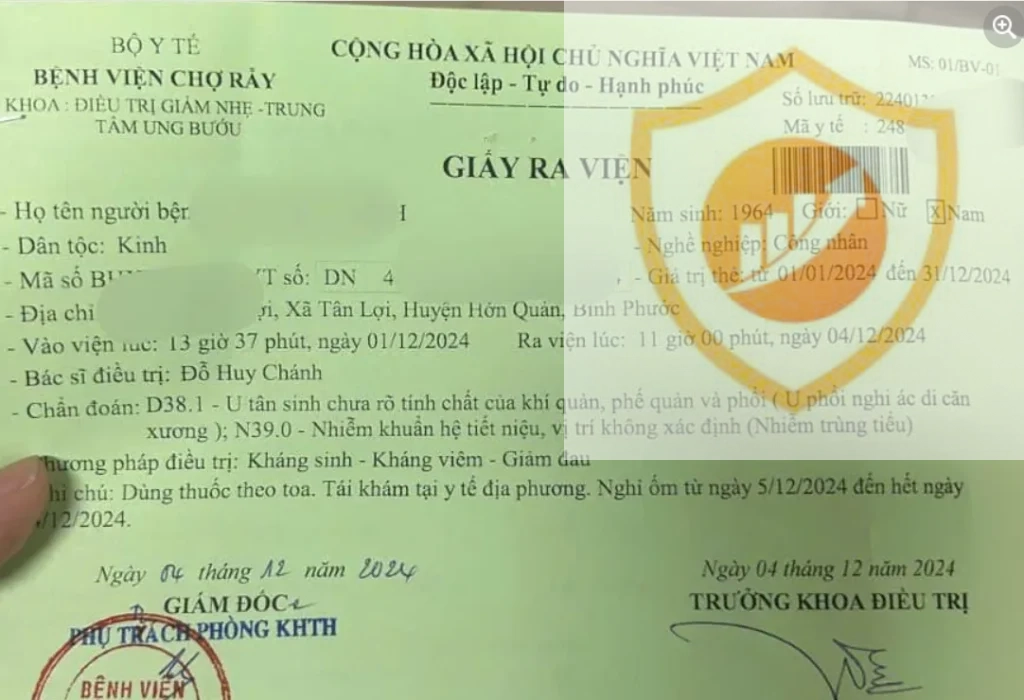 BỘ Y TẾ
BỆNH VIỆN CHỢ RẪY
KHOA : ĐIỀU TRỊ GIẢM NHẸ -TRUNG
TÂM UNG BƯỚU
CỘNG HÒA XÃ HỘI CHỦ NGHĨA VIỆT NAM
Độc lập - Tự do - Hạnh phúc
MS: 01/BV-01
Số lưu trữ: 22401
Mã y tế : 248
GIẤY RA VIỆN
- Họ tên người bện
Năm sinh: 1964 Giới: Nữ X Nam
- Dân tộc: Kinh
- Nghề nghiệp: Công nhân
- Mã số số: DN 4
- Giá trị thẻ: từ 01/01/2024 đến 31/12/2024
- Địa chỉ Xã Tân Lợi, Huyện Hớn Quản, Bình Phước
- Vào viện lúc: 13 giờ 37 phút, ngày 01/12/2024 Ra viện lúc: 11 giờ 00 phút, ngày 04/12/2024
- Bác sĩ điều trị: Đỗ Huy Chánh
- Chẩn đoán: D38.1 - U tân sinh chưa rõ tính chất của khí quản, phế quản và phổi ( U phổi nghi ác di căn
xương ); N39.0 - Nhiễm khuẩn hệ tiết niệu, vị trí không xác định (Nhiễm trùng tiểu)
hương pháp điều trị: Kháng sinh - Kháng viêm - Giảm đau
hi chú: Dùng thuốc theo toa. Tái khám tại y tế địa phương. Nghỉ ốm từ ngày 5/12/2024 đến hết ngày
/12/2024.
Ngày 04 tháng 12 năm 2024
GIÁM ĐỐC
PHỤ TRÁCH PHÒNG KHTH
BỆNH VIỆN
Ngày 04 tháng 12 năm 2024
TRƯỞNG KHOA ĐIỀU TRỊ